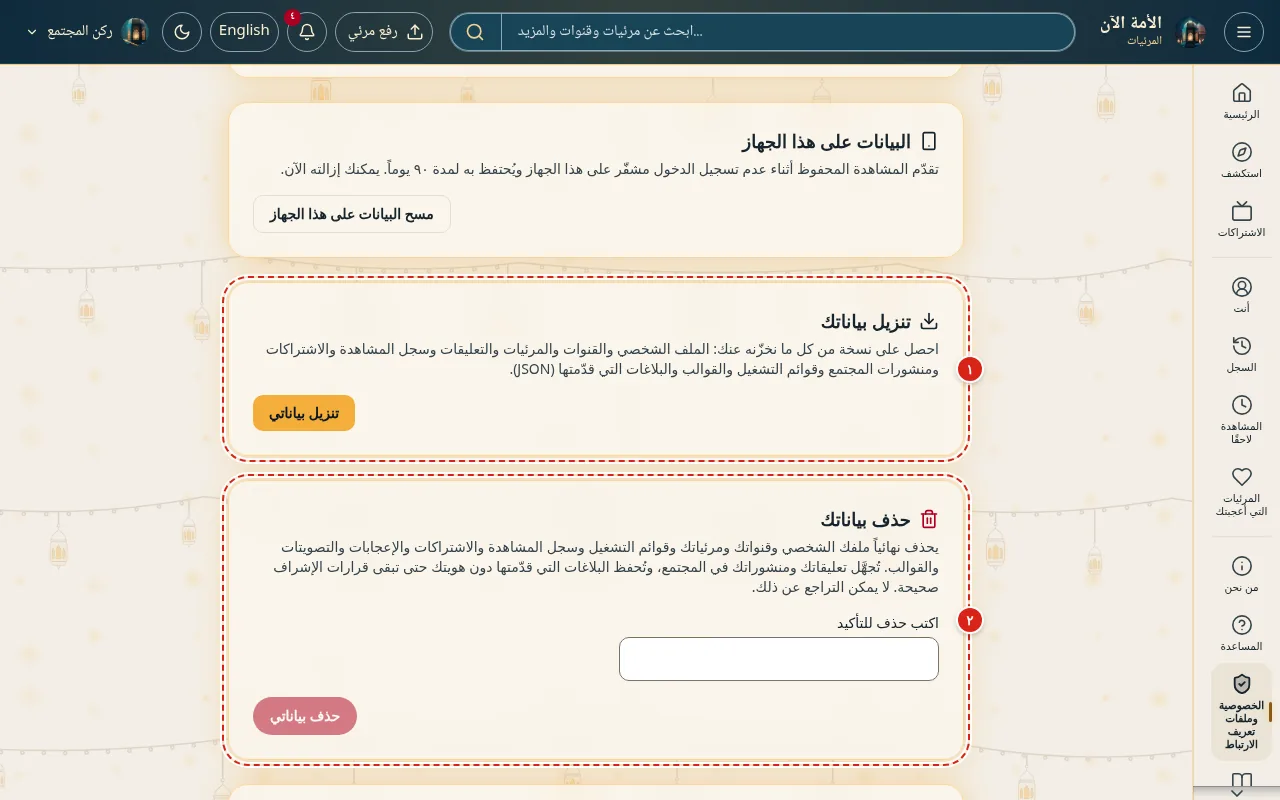 الأمة الآن
المرئيات
ابحث عن مرئيات وقنوات والمزيد...
رفع مرئي
٤
English
ركن المجتمع
الرئيسية
استكشف
الاشتراكات
أنت
السجل
المشاهدة
لاحقًا
المرئيات
التي أعجبتك
من نحن
المساعدة
الخصوصية
وملفات
تعريف
الارتباط
البيانات على هذا الجهاز
تقدّم المشاهدة المحفوظ أثناء عدم تسجيل الدخول مشفّر على هذا الجهاز ويُحتفظ به لمدة ٩٠ يوماً. يمكنك إزالته الآن.
مسح البيانات على هذا الجهاز
١
تنزيل بياناتك
احصل على نسخة من كل ما نخزّنه عنك: الملف الشخصي والقنوات والمرئيات والتعليقات وسجل المشاهدة والاشتراكات
ومنشورات المجتمع وقوائم التشغيل والقوالب والبلاغات التي قدّمتها (JSON).
تنزيل بياناتي
٢
حذف بياناتك
يحذف نهائياً ملفك الشخصي وقنواتك ومرئياتك وقوائم التشغيل وسجل المشاهدة والاشتراكات والإعجابات والتصويتات
والقوالب. تُجهَّل تعليقاتك ومنشوراتك في المجتمع، وتُحفظ البلاغات التي قدّمتها دون هويتك حتى تبقى قرارات الإشراف
صحيحة. لا يمكن التراجع عن ذلك.
اكتب حذف للتأكيد
حذف بياناتي